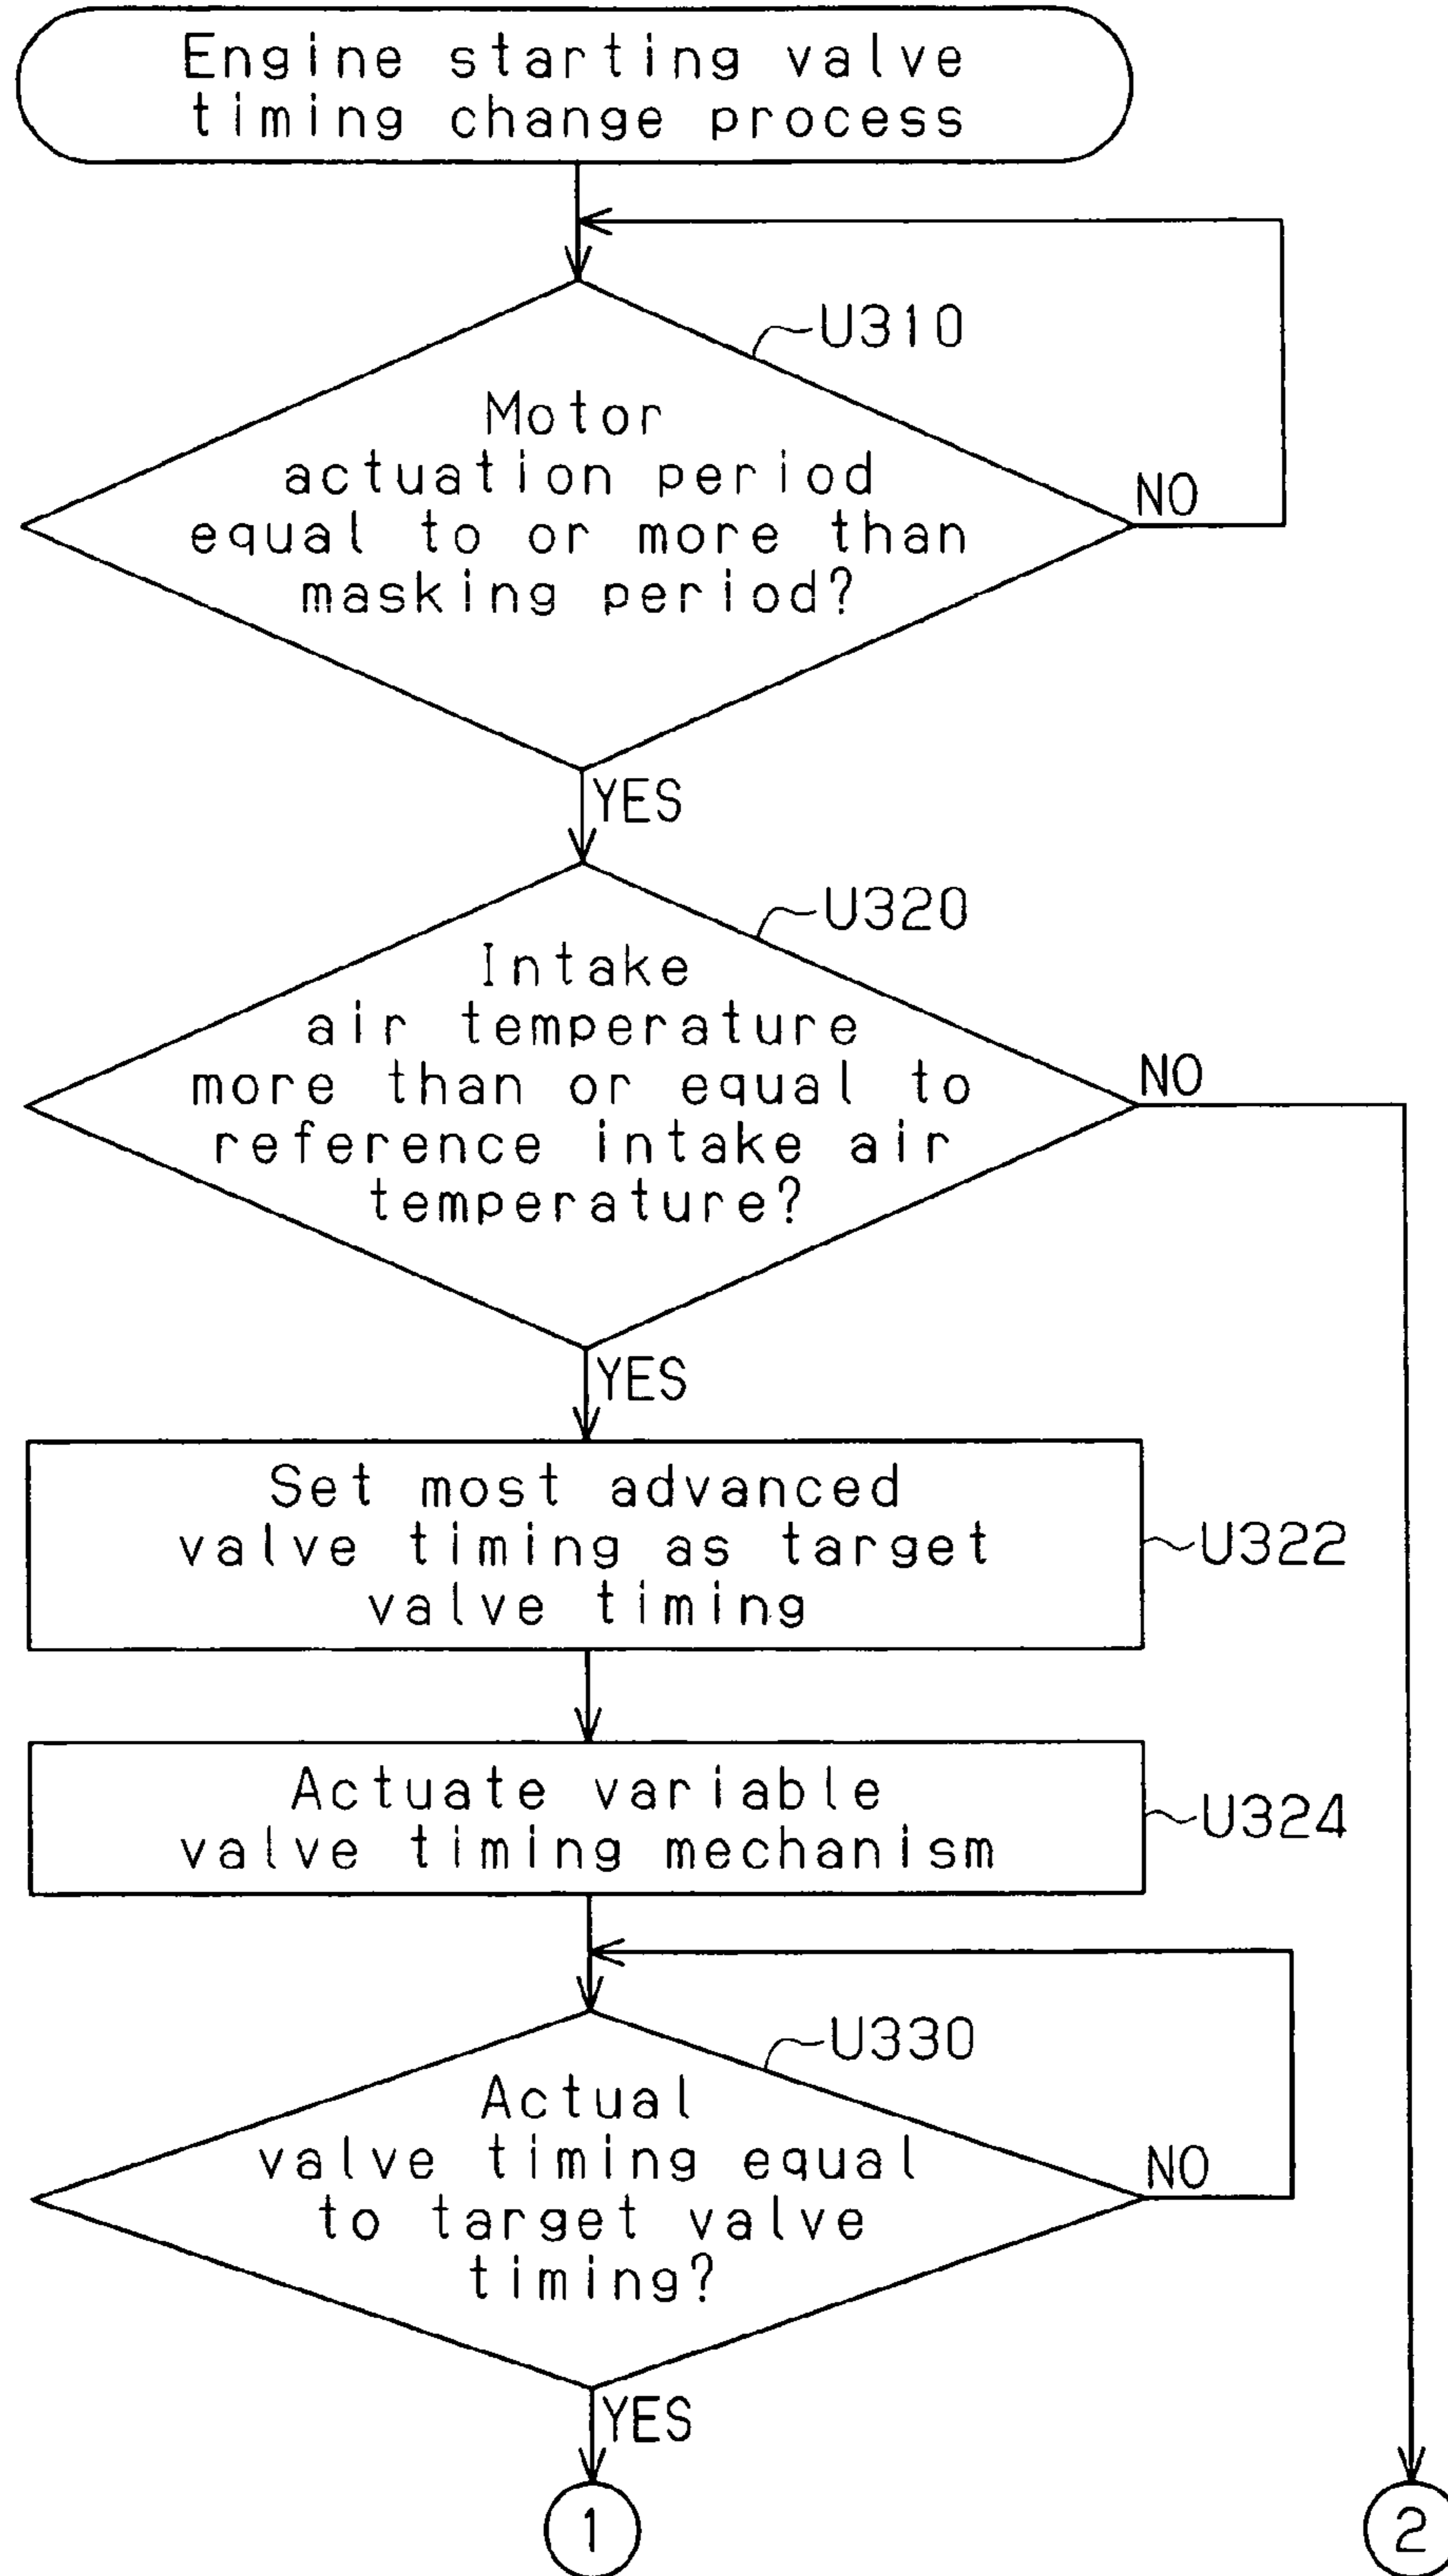 Engine starting valve
timing change process
U310
Motor
actuation period
equal to or more than
masking period?
NO
YES
U320
Intake
air temperature
more than or equal to
reference intake air
temperature?
NO
YES
Set most advanced
valve timing as target
valve timing
U322
Actuate variable
valve timing mechanism
U324
U330
Actual
valve timing equal
to target valve
timing?
NO
YES
1
2